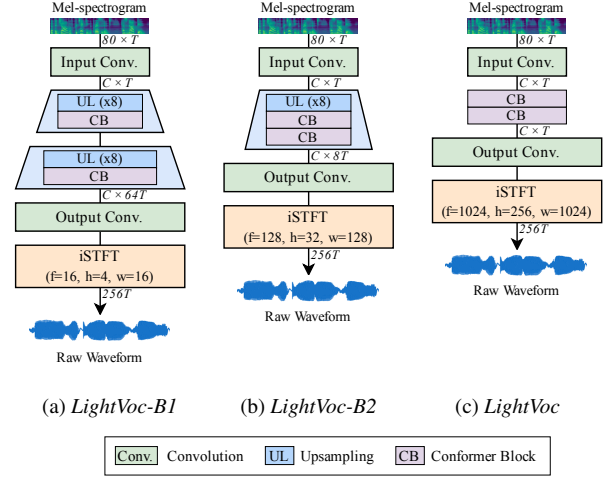 Mel-spectrogram
80 × T
Input Conv.
C × T
UL (x8)
CB
UL (x8)
CB
C × 64T
Output Conv.
iSTFT
(f=16, h=4, w=16)
256T
Raw Waveform
(a) LightVoc-B1
Mel-spectrogram
80 × T
Input Conv.
C × T
UL (x8)
CB
CB
C × 8T
Output Conv.
iSTFT
(f=128, h=32, w=128)
256T
Raw Waveform
(b) LightVoc-B2
Mel-spectrogram
80 × T
Input Conv.
C × T
CB
CB
C × T
Output Conv.
iSTFT
(f=1024, h=256, w=1024)
256T
Raw Waveform
(c) LightVoc
Conv. Convolution UL Upsampling CB Conformer Block